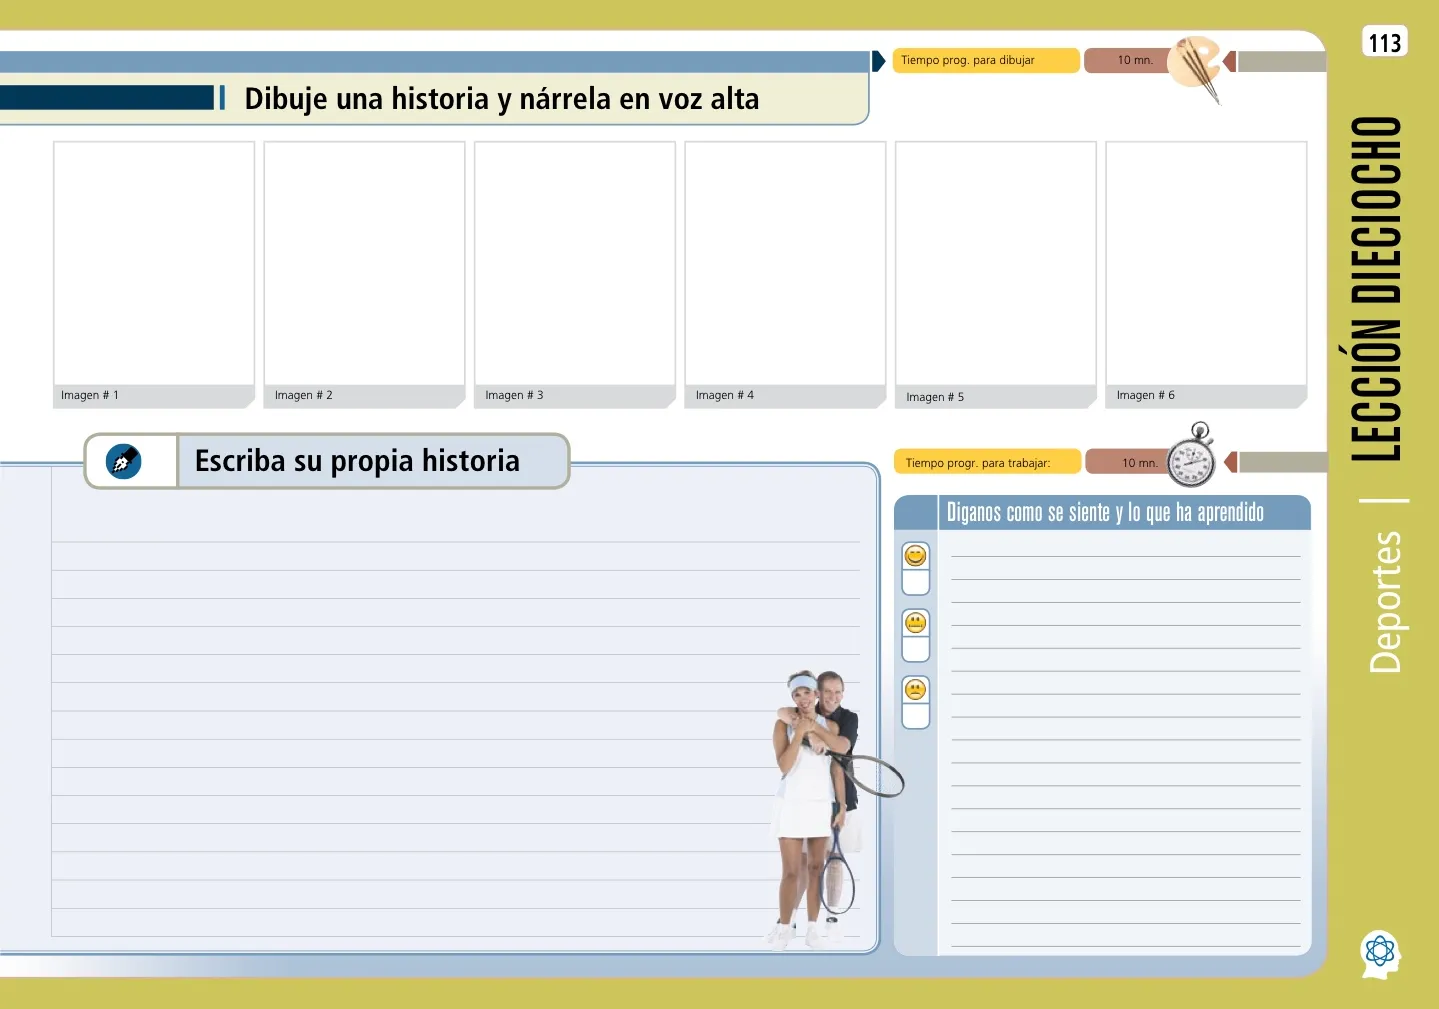 113
Tiempo prog. para dibujar
10 mn.
Dibuje una historia y nárrela en voz alta
Imagen # 1
Imagen # 2
Imagen # 3
Imagen # 4
Imagen # 5
Imagen # 6
Escriba su propia historia
Tiempo progr. para trabajar:
10 mn.
Diganos como se siente y lo que ha aprendido
LECCIÓN DIECIOCHO
Deportes